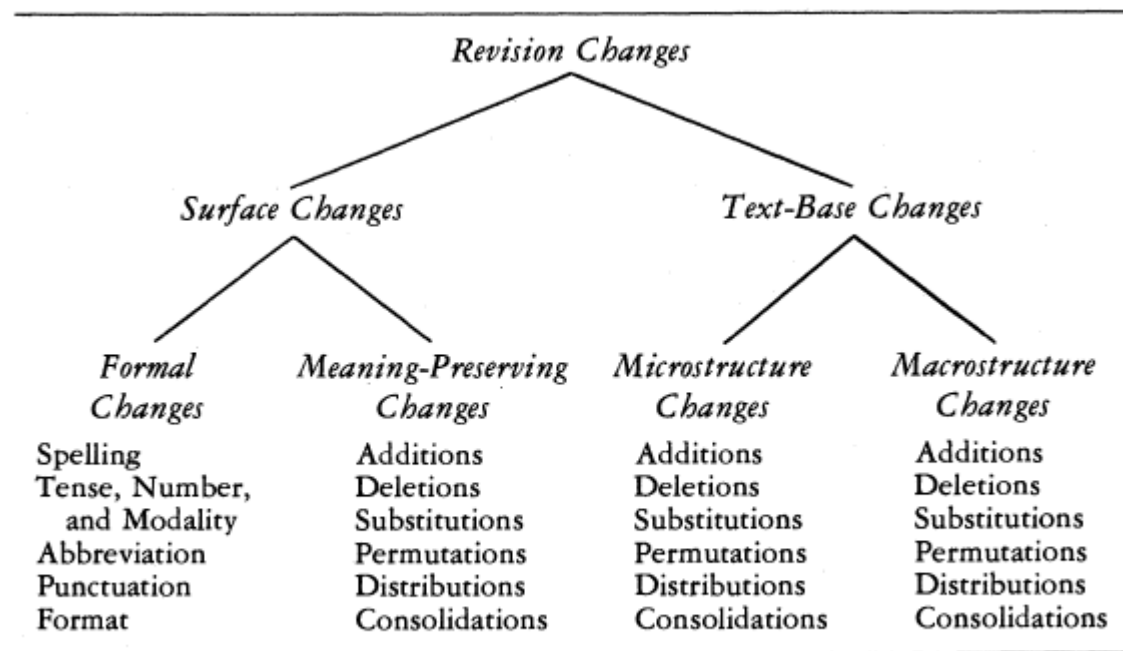 Revision Changes
Surface Changes
Text-Base Changes
Formal
Changes
Spelling
Tense, Number,
and Modality
Abbreviation
Punctuation
Format
Meaning-Preserving
Changes
Additions
Deletions
Substitutions
Permutations
Distributions
Consolidations
Microstructure
Changes
Additions
Deletions
Substitutions
Permutations
Distributions
Consolidations
Macrostructure
Changes
Additions
Deletions
Substitutions
Permutations
Distributions
Consolidations